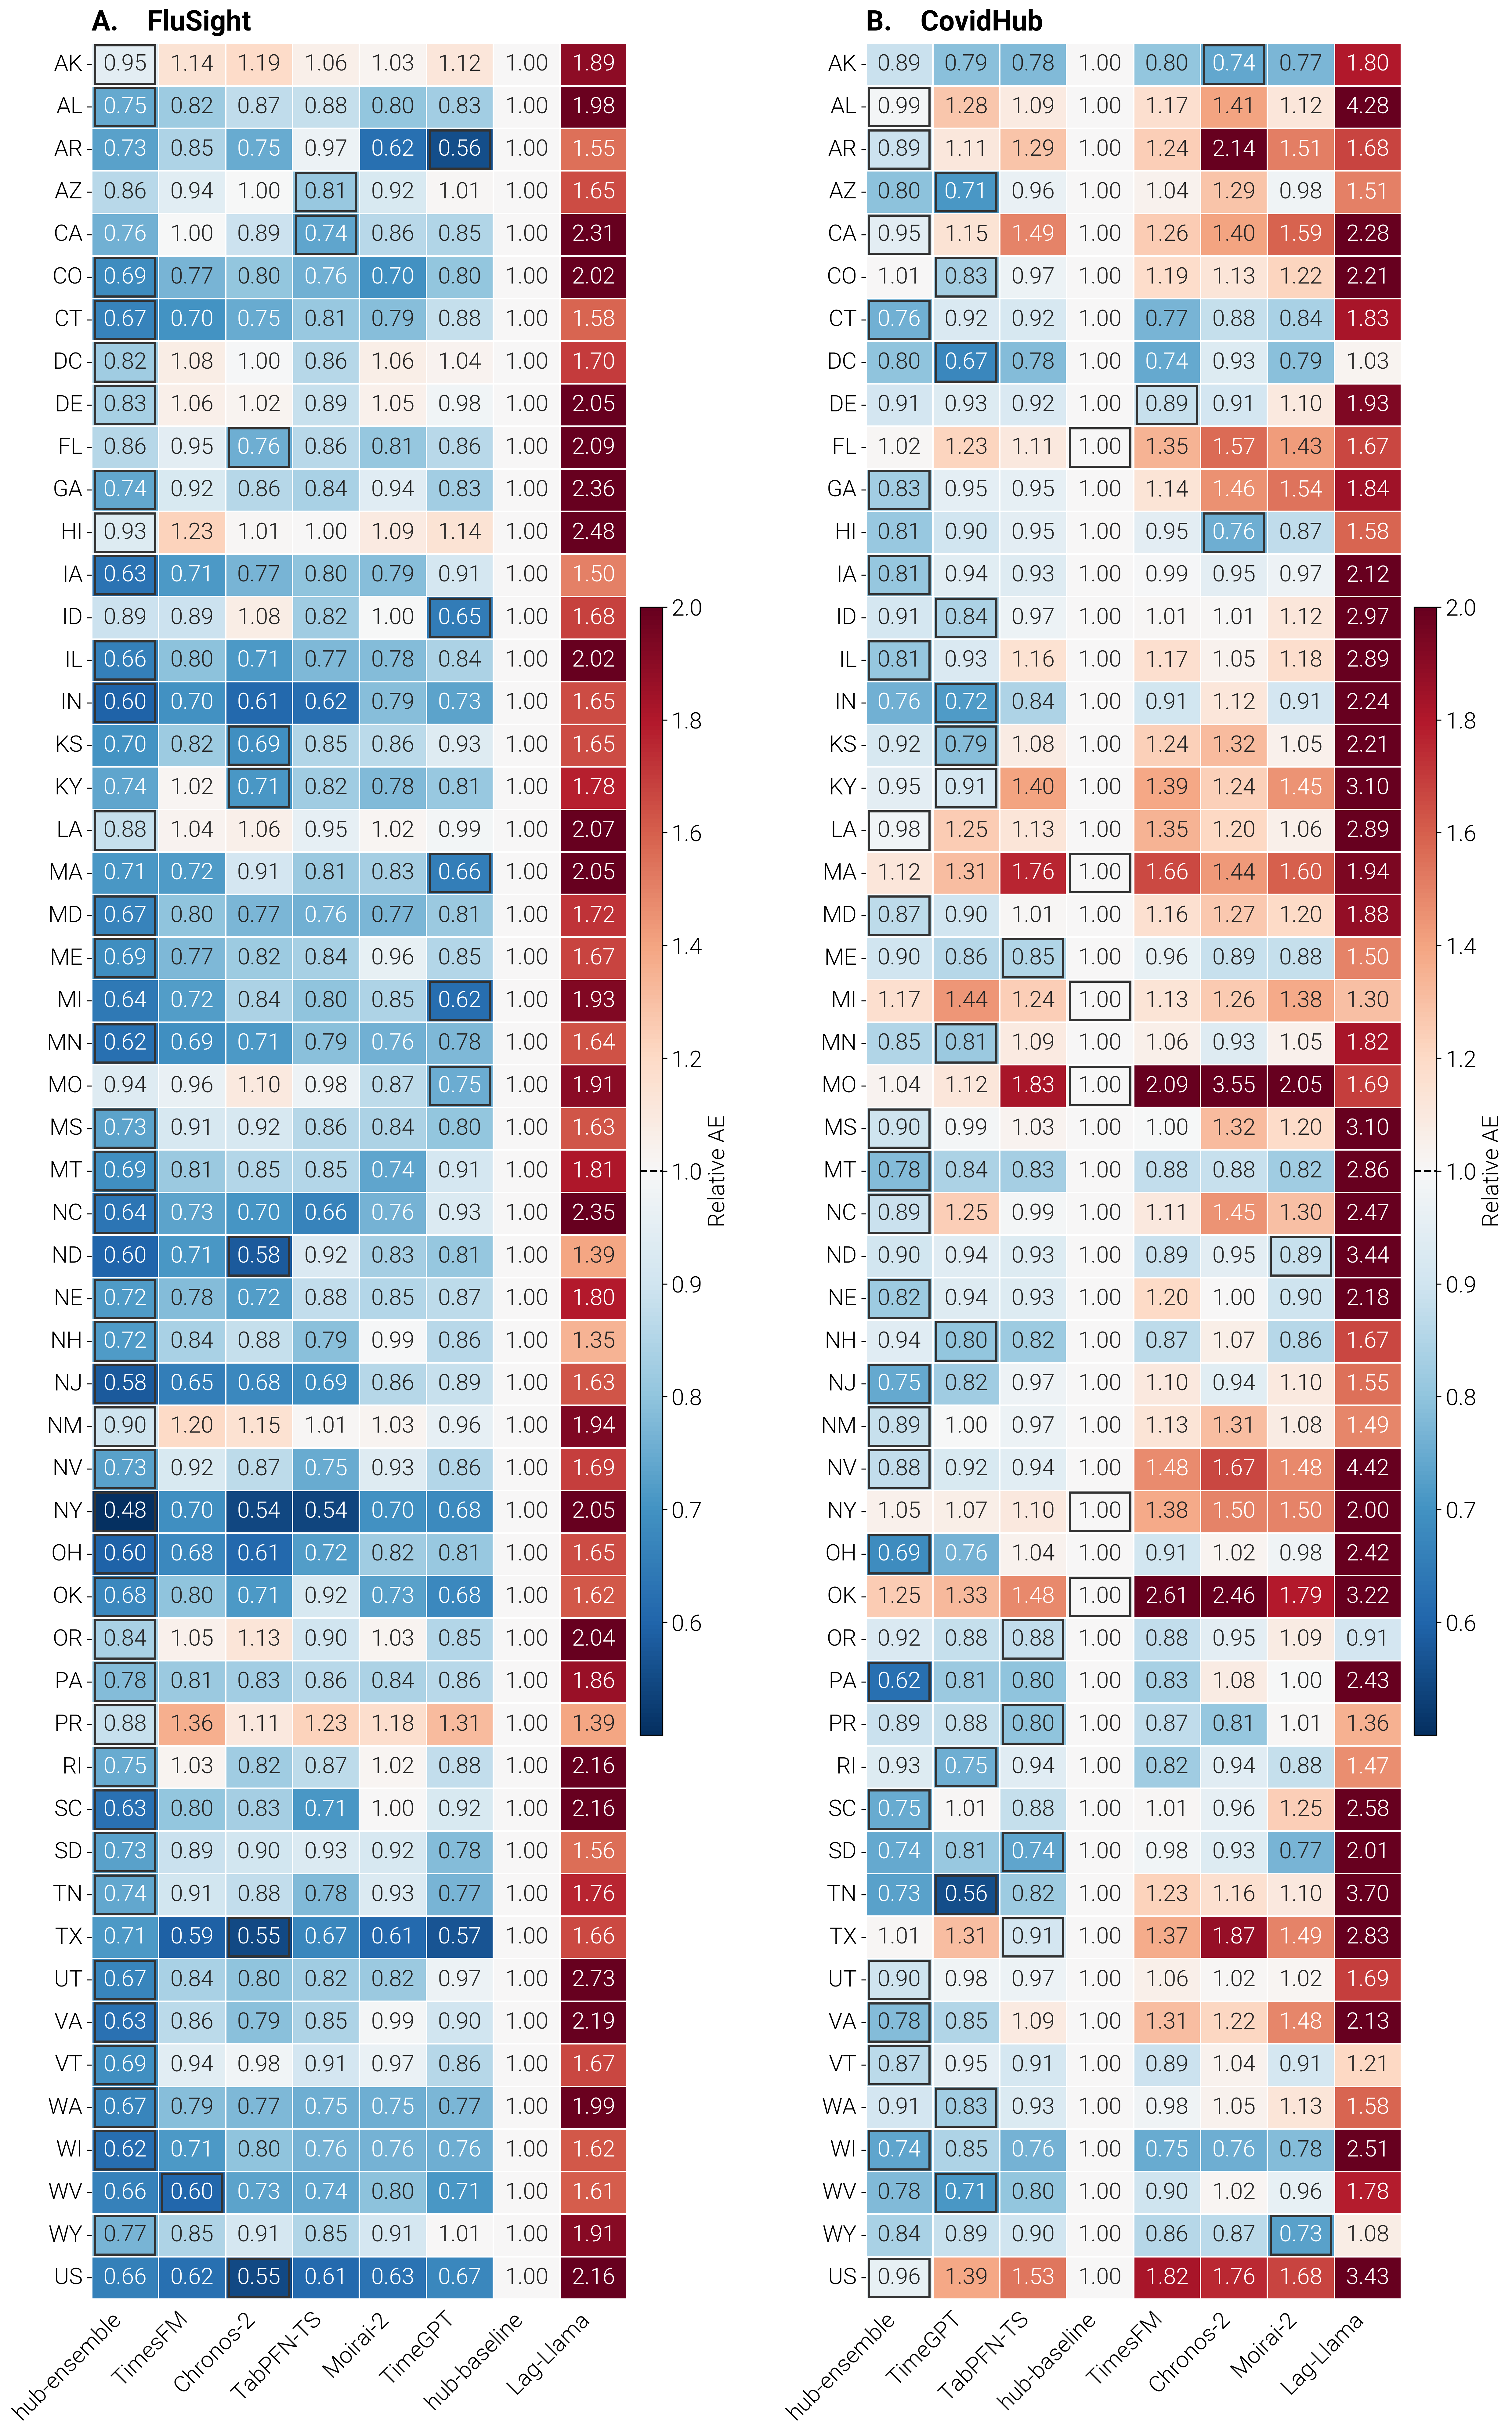 A. FluSight
AK 0.95 1.14 1.19 1.06 1.03 1.12 1.00 1.89
AL 0.75 0.82 0.87 0.88 0.80 0.83 1.00 1.98
AR 0.73 0.85 0.75 0.97 0.62 0.56 1.00 1.55
AZ 0.86 0.94 1.00 0.81 0.92 1.01 1.00 1.65
CA 0.76 1.00 0.89 0.74 0.86 0.85 1.00 2.31
CO 0.69 0.77 0.80 0.76 0.70 0.80 1.00 2.02
CT 0.67 0.70 0.75 0.81 0.79 0.88 1.00 1.58
DC 0.82 1.08 1.00 0.86 1.06 1.04 1.00 1.70
DE 0.83 1.06 1.02 0.89 1.05 0.98 1.00 2.05
FL 0.86 0.95 0.76 0.86 0.81 0.86 1.00 2.09
GA 0.74 0.92 0.86 0.84 0.94 0.83 1.00 2.36
HI 0.93 1.23 1.01 1.00 1.09 1.14 1.00 2.48
IA 0.63 0.71 0.77 0.80 0.79 0.91 1.00 1.50
ID 0.89 0.89 1.08 0.82 1.00 0.65 1.00 1.68
IL 0.66 0.80 0.71 0.77 0.78 0.84 1.00 2.02
IN 0.60 0.70 0.61 0.62 0.79 0.73 1.00 1.65
KS 0.70 0.82 0.69 0.85 0.86 0.93 1.00 1.65
KY 0.74 1.02 0.71 0.82 0.78 0.81 1.00 1.78
LA 0.88 1.04 1.06 0.95 1.02 0.99 1.00 2.07
MA 0.71 0.72 0.91 0.81 0.83 0.66 1.00 2.05
MD 0.67 0.80 0.77 0.76 0.77 0.81 1.00 1.72
ME 0.69 0.77 0.82 0.84 0.96 0.85 1.00 1.67
MI 0.64 0.72 0.84 0.80 0.85 0.62 1.00 1.93
MN 0.62 0.69 0.71 0.79 0.76 0.78 1.00 1.64
MO 0.94 0.96 1.10 0.98 0.87 0.75 1.00 1.91
MS 0.73 0.91 0.92 0.86 0.84 0.80 1.00 1.63
MT 0.69 0.81 0.85 0.85 0.74 0.91 1.00 1.81
NC 0.64 0.73 0.70 0.66 0.76 0.93 1.00 2.35
ND 0.60 0.71 0.58 0.92 0.83 0.81 1.00 1.39
NE 0.72 0.78 0.72 0.88 0.85 0.87 1.00 1.80
NH 0.72 0.84 0.88 0.79 0.99 0.86 1.00 1.35
NJ 0.58 0.65 0.68 0.69 0.86 0.89 1.00 1.63
NM 0.90 1.20 1.15 1.01 1.03 0.96 1.00 1.94
NV 0.73 0.92 0.87 0.75 0.93 0.86 1.00 1.69
NY 0.48 0.70 0.54 0.54 0.70 0.68 1.00 2.05
OH 0.60 0.68 0.61 0.72 0.82 0.81 1.00 1.65
OK 0.68 0.80 0.71 0.92 0.73 0.68 1.00 1.62
OR 0.84 1.05 1.13 0.90 1.03 0.85 1.00 2.04
PA 0.78 0.81 0.83 0.86 0.84 0.86 1.00 1.86
PR 0.88 1.36 1.11 1.23 1.18 1.31 1.00 1.39
RI 0.75 1.03 0.82 0.87 1.02 0.88 1.00 2.16
SC 0.63 0.80 0.83 0.71 1.00 0.92 1.00 2.16
SD 0.73 0.89 0.90 0.93 0.92 0.78 1.00 1.56
TN 0.74 0.91 0.88 0.78 0.93 0.77 1.00 1.76
TX 0.71 0.59 0.55 0.67 0.61 0.57 1.00 1.66
UT 0.67 0.84 0.80 0.82 0.82 0.97 1.00 2.73
VA 0.63 0.86 0.79 0.85 0.99 0.90 1.00 2.19
VT 0.69 0.94 0.98 0.91 0.97 0.86 1.00 1.67
WA 0.67 0.79 0.77 0.75 0.75 0.77 1.00 1.99
WI 0.62 0.71 0.80 0.76 0.76 0.76 1.00 1.62
WV 0.66 0.60 0.73 0.74 0.80 0.71 1.00 1.61
WY 0.77 0.85 0.91 0.85 0.91 1.01 1.00 1.91
US 0.66 0.62 0.55 0.61 0.63 0.67 1.00 2.16
hub-ensemble TimesFM Chronos-2 TabPFN-TS Moirai-2 TimeGPT hub-baseline Lag-Llama
2.0
1.8
1.6
1.4
1.2
1.0
0.9
0.8
0.7
0.6
Relative AE
B. CovidHub
AK 0.89 0.79 0.78 1.00 0.80 0.74 0.77 1.80
AL 0.99 1.28 1.09 1.00 1.17 1.41 1.12 4.28
AR 0.89 1.11 1.29 1.00 1.24 2.14 1.51 1.68
AZ 0.80 0.71 0.96 1.00 1.04 1.29 0.98 1.51
CA 0.95 1.15 1.49 1.00 1.26 1.40 1.59 2.28
CO 1.01 0.83 0.97 1.00 1.19 1.13 1.22 2.21
CT 0.76 0.92 0.92 1.00 0.77 0.88 0.84 1.83
DC 0.80 0.67 0.78 1.00 0.74 0.93 0.79 1.03
DE 0.91 0.93 0.92 1.00 0.89 0.91 1.10 1.93
FL 1.02 1.23 1.11 1.00 1.35 1.57 1.43 1.67
GA 0.83 0.95 0.95 1.00 1.14 1.46 1.54 1.84
HI 0.81 0.90 0.95 1.00 0.95 0.76 0.87 1.58
IA 0.81 0.94 0.93 1.00 0.99 0.95 0.97 2.12
ID 0.91 0.84 0.97 1.00 1.01 1.01 1.12 2.97
IL 0.81 0.93 1.16 1.00 1.17 1.05 1.18 2.89
IN 0.76 0.72 0.84 1.00 0.91 1.12 0.91 2.24
KS 0.92 0.79 1.08 1.00 1.24 1.32 1.05 2.21
KY 0.95 0.91 1.40 1.00 1.39 1.24 1.45 3.10
LA 0.98 1.25 1.13 1.00 1.35 1.20 1.06 2.89
MA 1.12 1.31 1.76 1.00 1.66 1.44 1.60 1.94
MD 0.87 0.90 1.01 1.00 1.16 1.27 1.20 1.88
ME 0.90 0.86 0.85 1.00 0.96 0.89 0.88 1.50
MI 1.17 1.44 1.24 1.00 1.13 1.26 1.38 1.30
MN 0.85 0.81 1.09 1.00 1.06 0.93 1.05 1.82
MO 1.04 1.12 1.83 1.00 2.09 3.55 2.05 1.69
MS 0.90 0.99 1.03 1.00 1.00 1.32 1.20 3.10
MT 0.78 0.84 0.83 1.00 0.88 0.88 0.82 2.86
NC 0.89 1.25 0.99 1.00 1.11 1.45 1.30 2.47
ND 0.90 0.94 0.93 1.00 0.89 0.95 0.89 3.44
NE 0.82 0.94 0.93 1.00 1.20 1.00 0.90 2.18
NH 0.94 0.80 0.82 1.00 0.87 1.07 0.86 1.67
NJ 0.75 0.82 0.97 1.00 1.10 0.94 1.10 1.55
NM 0.89 1.00 0.97 1.00 1.13 1.31 1.08 1.49
NV 0.88 0.92 0.94 1.00 1.48 1.67 1.48 4.42
NY 1.05 1.07 1.10 1.00 1.38 1.50 1.50 2.00
OH 0.69 0.76 1.04 1.00 0.91 1.02 0.98 2.42
OK 1.25 1.33 1.48 1.00 2.61 2.46 1.79 3.22
OR 0.92 0.88 0.88 1.00 0.88 0.95 1.09 0.91
PA 0.62 0.81 0.80 1.00 0.83 1.08 1.00 2.43
PR 0.89 0.88 0.80 1.00 0.87 0.81 1.01 1.36
RI 0.93 0.75 0.94 1.00 0.82 0.94 0.88 1.47
SC 0.75 1.01 0.88 1.00 1.01 0.96 1.25 2.58
SD 0.74 0.81 0.74 1.00 0.98 0.93 0.77 2.01
TN 0.73 0.56 0.82 1.00 1.23 1.16 1.10 3.70
TX 1.01 1.31 0.91 1.00 1.37 1.87 1.49 2.83
UT 0.90 0.98 0.97 1.00 1.06 1.02 1.02 1.69
VA 0.78 0.85 1.09 1.00 1.31 1.22 1.48 2.13
VT 0.87 0.95 0.91 1.00 0.89 1.04 0.91 1.21
WA 0.91 0.83 0.93 1.00 0.98 1.05 1.13 1.58
WI 0.74 0.85 0.76 1.00 0.75 0.76 0.78 2.51
WV 0.78 0.71 0.80 1.00 0.90 1.02 0.96 1.78
WY 0.84 0.89 0.90 1.00 0.86 0.87 0.73 1.08
US 0.96 1.39 1.53 1.00 1.82 1.76 1.68 3.43
hub-ensemble TimeGPT TabPFN-TS hub-baseline TimesFM Chronos-2 Moirai-2 Lag-Llama
2.0
1.8
1.6
1.4
1.2
1.0
0.9
0.8
0.7
0.6
Relative AE